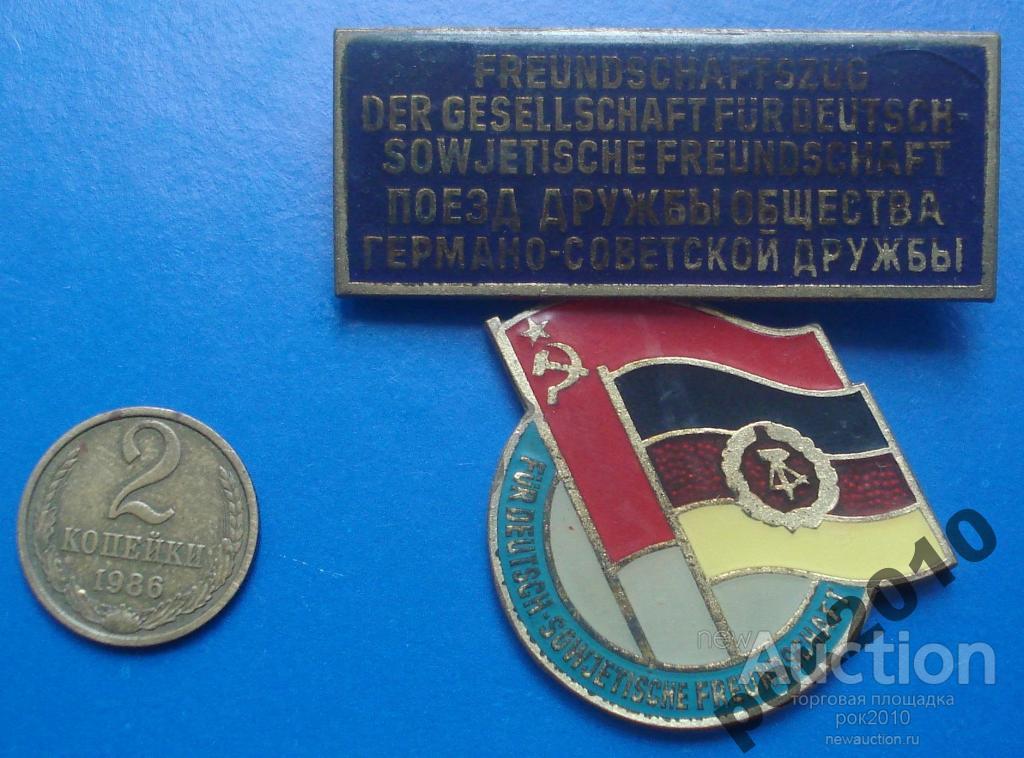 FREUNDSCHAFTSZUG
DER GESELLSCHAFT FÜR DEUTSCH-
SOWJETISCHE FREUNDSCHAFT
ПОЕЗД ДРУЖБЫ ОБЩЕСТВА
ГЕРМАНО-СОВЕТСКОЙ ДРУЖБЫ
2
КОПЕЙКИ
1986
FÜR DEUTSCH-SOWJETISCHE FREUNDSCHAFT
рок2010
newAuction
торговая площадка
рок2010
newauction.ru